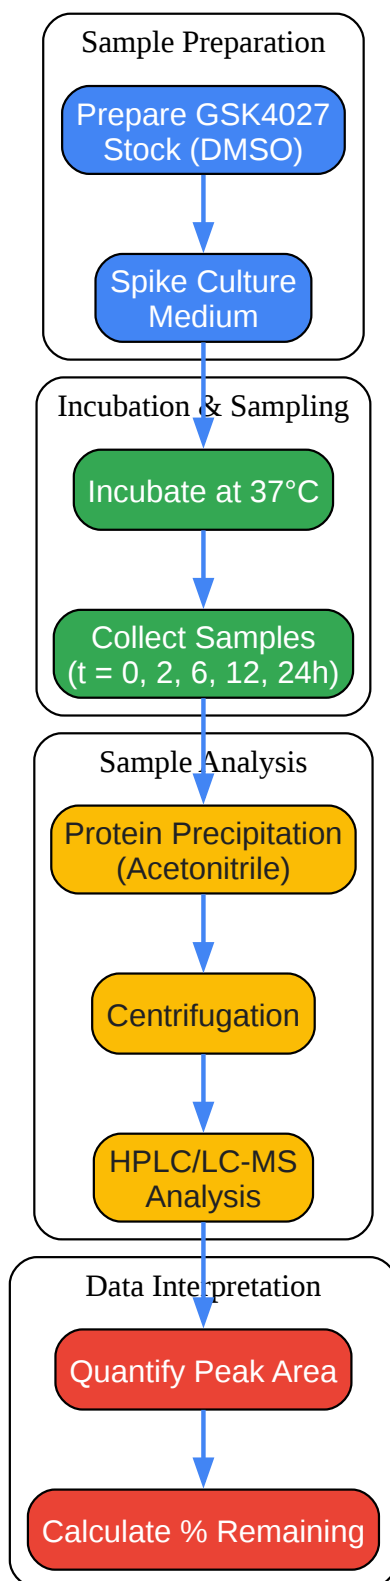 Sample Preparation
Prepare GSK4027
Stock (DMSO)
Spike Culture
Medium
Incubation & Sampling
Incubate at 37°C
Collect Samples
(t = 0, 2, 6, 12, 24h)
Sample Analysis
Protein Precipitation
(Acetonitrile)
Centrifugation
HPLC/LC-MS
Analysis
Data Interpretation
Quantify Peak Area
Calculate % Remaining